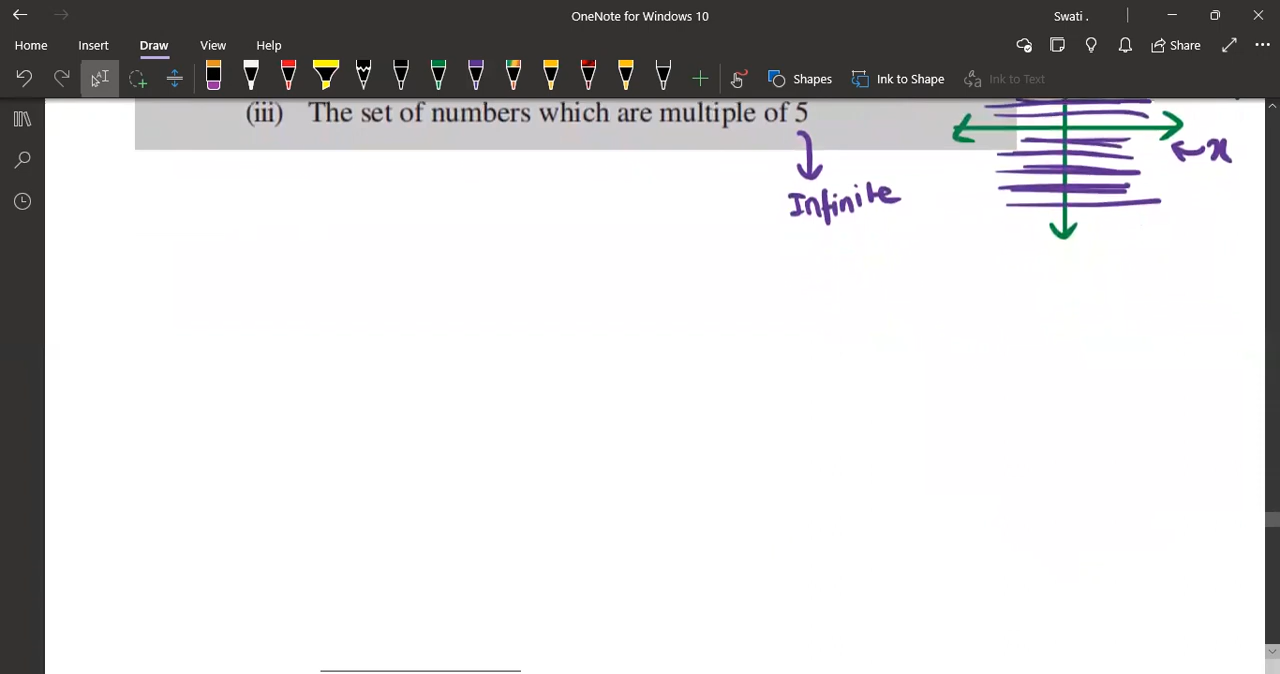 OneNote for Windows 10
Swati .
Home Insert Draw View Help
Share
Shapes Ink to Shape Ink to Text
(iii) The set of numbers which are multiple of 5
x
Infinite